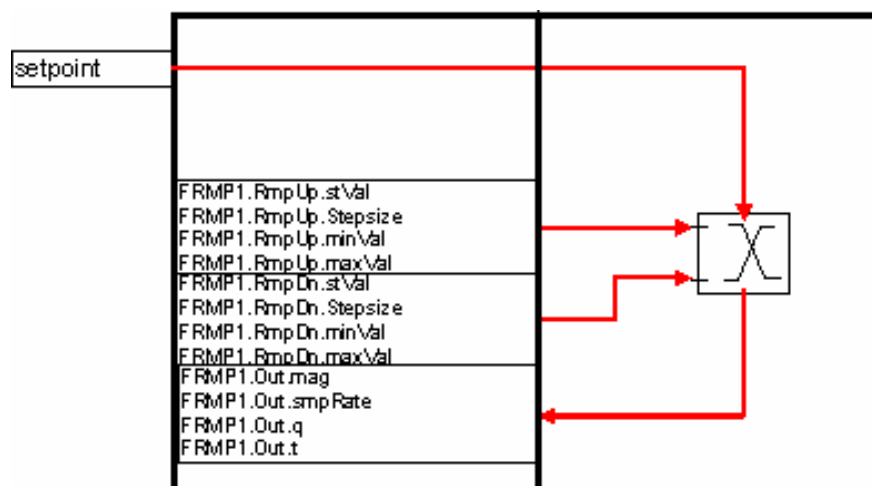 setpoint
FRMP1.RmpUp.stVal
FRMP1.RmpUp.Stepsize
FRMP1.RmpUp.minVal
FRMP1.RmpUp.maxVal
FRMP1.RmpDn.stVal
FRMP1.RmpDn.Stepsize
FRMP1.RmpDn.minVal
FRMP1.RmpDn.maxVal
FRMP1.Out.mag
FRMP1.Out.smpRate
FRMP1.Out.q
FRMP1.Out.t